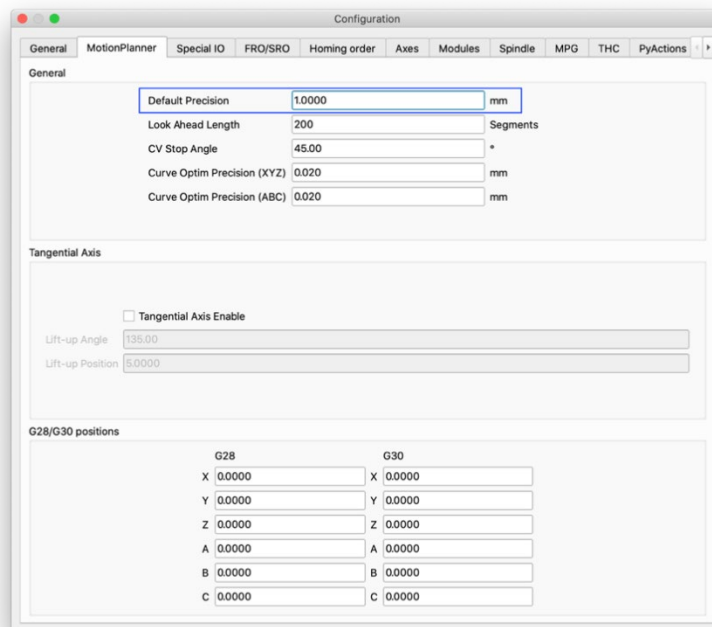 Configuration
General MotionPlanner Special IO FRO/SRO Homing order Axes Modules Spindle MPG THC PyActions
General
Default Precision 1.0000 mm
Look Ahead Length 200 Segments
CV Stop Angle 45.00 °
Curve Optim Precision (XYZ) 0.020 mm
Curve Optim Precision (ABC) 0.020 mm
Tangential Axis
Tangential Axis Enable
Lift-up Angle 135.00
Lift-up Position 5.0000
G28/G30 positions
G28 G30
X 0.0000 X 0.0000
Y 0.0000 Y 0.0000
Z 0.0000 Z 0.0000
A 0.0000 A 0.0000
B 0.0000 B 0.0000
C 0.0000 C 0.0000